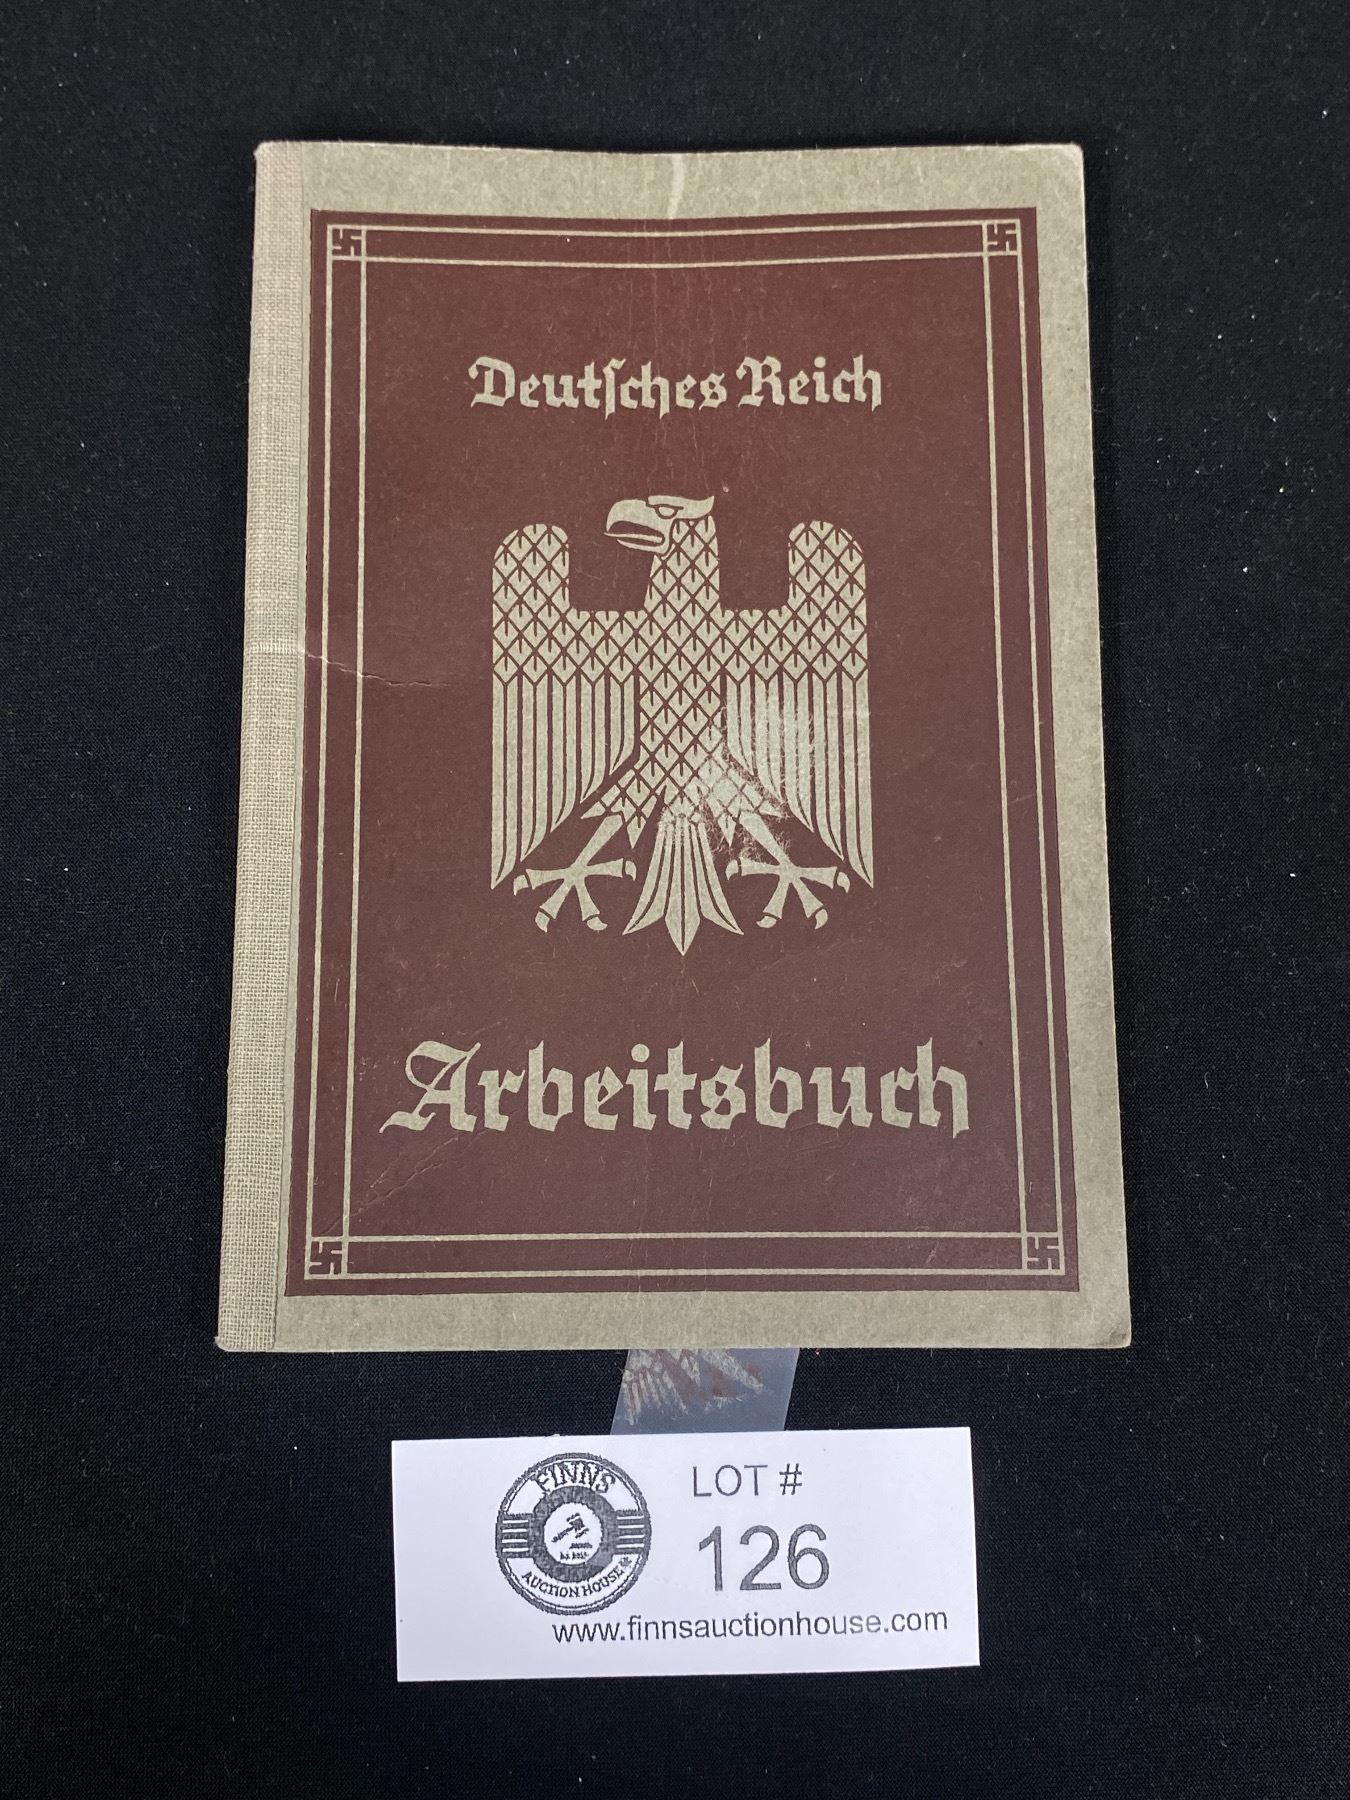 Deutſches Reich
Arbeitsbuch
FINNS
AUCTION HOUSE
LOT #
126
www.finnsauctionhouse.com